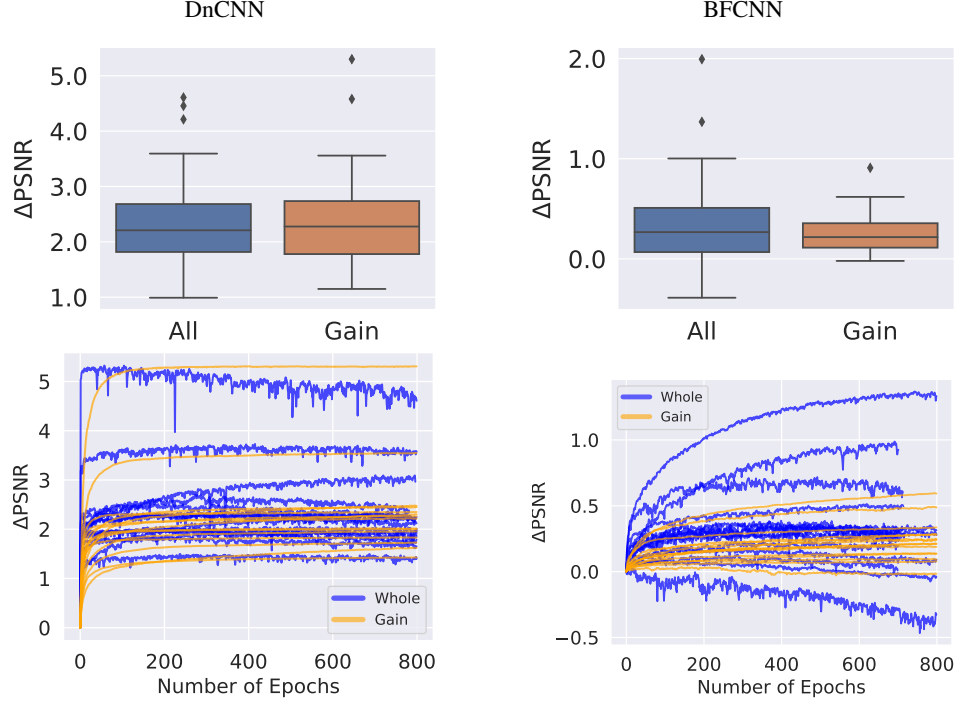 DnCNN
BFCNN
5.0
4.0
3.0
2.0
1.0
ΔPSNR
All
Gain
2.0
1.0
0.0
ΔPSNR
All
Gain
5
4
3
2
1
0
ΔPSNR
Whole
Gain
0
200
400
600
800
Number of Epochs
Whole
Gain
1.0
0.5
0.0
−0.5
ΔPSNR
0
200
400
600
800
Number of Epochs